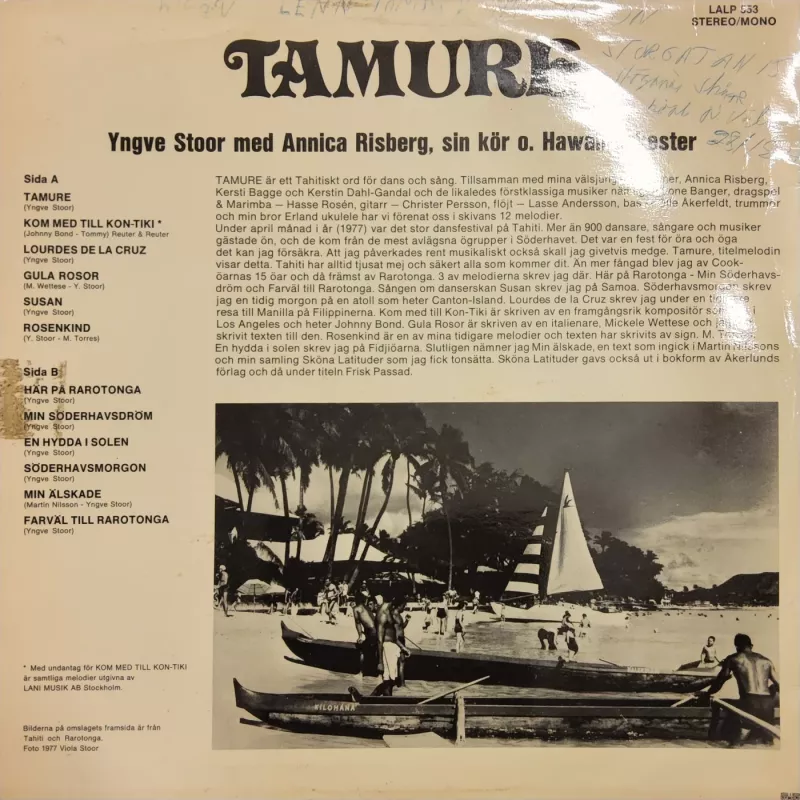 LALP 553
STEREO/MONO
TAMURE
STORGATAN 15
Yngve Stoor med Annica Risberg, sin kör o.
Sida A
TAMURE
(Yngve Stoor)
KOM MED TILL KON-TIKI *
(Johnny Bond - Tommy) Reuter & Reuter)
LOURDES DE LA CRUZ
(Yngve Stoor)
GULA ROSOR
(M. Wettese - Y. Stoor)
SUSAN
(Yngve Stoor)
ROSENKIND
(Y. Stoor - M. Torres)
Sida B
HÄR PÅ RAROTONGA
(Yngve Stoor)
MIN SÖDERHAVSDRÖM
(Yngve Stoor)
EN HYDDA I SOLEN
(Yngve Stoor)
SÖDERHAVSMORGON
(Yngve Stoor)
MIN ÄLSKADE
(Martin Nilsson - Yngve Stoor)
FARVÄL TILL RAROTONGA
(Yngve Stoor)
TAMURE är ett Tahitiskt ord för dans och sång. Tillsamman med mina välsjung Annica Risberg,
Kersti Bagge och Kerstin Dahl-Gandal och de likaledes förstklassiga musiker Banger, dragspel
& Marimba — Hasse Rosén, gitarr — Christer Persson, flöjt — Lasse Andersson, bas Åkerfeldt, trummor
och min bror Erland ukulele har vi förenat oss i skivans 12 melodier.
Under april månad i år (1977) var det stor dansfestival på Tahiti. Mer än 900 dansare, sångare och musiker
gästade ön, och de kom från de mest avlägsna ögrupper i Söderhavet. Det var en fest för öra och öga
det kan jag försäkra. Att jag påverkades rent musikaliskt också skall jag givetvis medge. Tamure, titelmelodin
visar detta. Tahiti har alltid tjusat mej och säkert alla som kommer dit. Än mer fångad blev jag av Cook-
öarnas 15 öar och då främst av Rarotonga. 3 av melodierna skrev jag där. Här på Rarotonga - Min Söderhavs-
dröm och Farväl till Rarotonga. Sången om danserskan Susan skrev jag på Samoa. Söderhavsmorgon skrev
jag en tidig morgon på en atoll som heter Canton-Island. Lourdes de la Cruz skrev jag under en tidigare
resa till Manilla på Filippinerna. Kom med till Kon-Tiki är skriven av en framgångsrik kompositör i
Los Angeles och heter Johnny Bond. Gula Rosor är skriven av en italienare, Mickele Wettese och jag
skrivit texten till den. Rosenkind är en av mina tidigare melodier och texten har skrivits av sign. M.
En hydda i solen skrev jag på Fidjiöarna. Slutligen nämner jag Min älskade, en text som ingick i Martin Nilssons
och min samling Sköna Latituder som jag fick tonsätta. Sköna Latituder gavs också ut i bokform av Åkerlunds
förlag och då under titeln Frisk Passad.
KILOHANA
* Med undantag för KOM MED TILL KON-TIKI
är samtliga melodier utgivna av
LANI MUSIK AB Stockholm.
Bilderna på omslagets framsida är från
Tahiti och Rarotonga.
Foto 1977 Viola Stoor